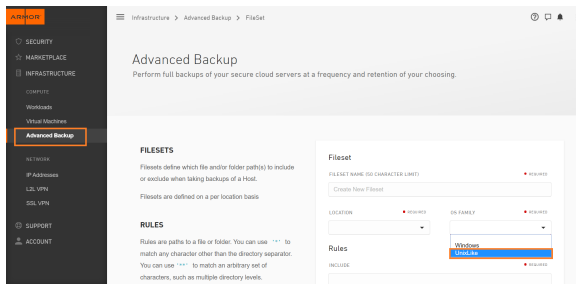 ARMOR
Infrastructure > Advanced Backup > FileSet
SECURITY
MARKETPLACE
INFRASTRUCTURE
COMPUTE
Workloads
Virtual Machines
Advanced Backup
NETWORK
IP Addresses
L2L VPN
SSL VPN
SUPPORT
ACCOUNT
Advanced Backup
Perform full backups of your secure cloud servers at a frequency and retention of your choosing.
FILESETS
Filesets define which file and/or folder path(s) to include
or exclude when taking backups of a Host.
Filesets are defined on a per location basis
RULES
Rules are paths to a file or folder. You can use '*' to
match any character other than the directory separator.
You can use '**' to match an arbitrary set of
characters, such as multiple directory levels.
Fileset
FILESET NAME (50 CHARACTER LIMIT) REQUIRED
Create New Fileset
LOCATION REQUIRED
OS FAMILY REQUIRED
Windows
UnixLike
Rules
INCLUDE REQUIRED